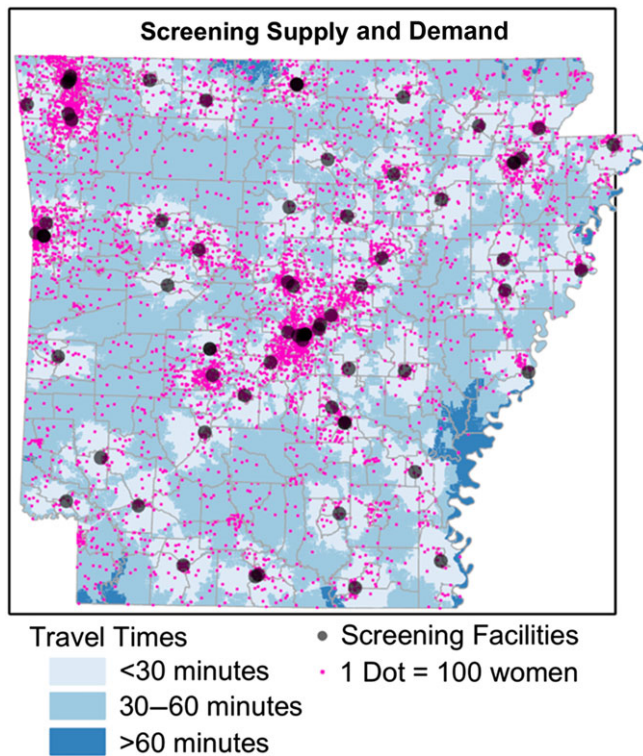 Screening Supply and Demand
Travel Times
<30 minutes
30–60 minutes
>60 minutes
Screening Facilities
1 Dot = 100 women